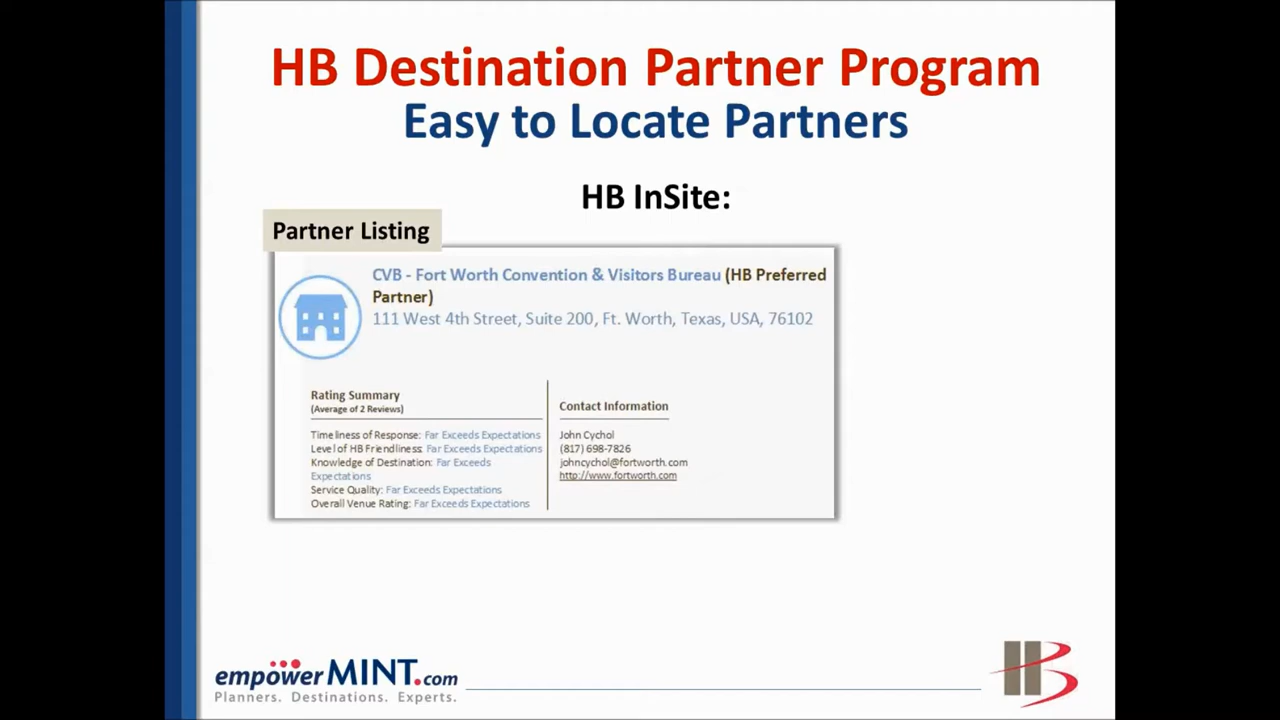 HB Destination Partner Program
Easy to Locate Partners
HB InSite:
Partner Listing
CVB - Fort Worth Convention & Visitors Bureau (HB Preferred
Partner)
111 West 4th Street, Suite 200, Ft. Worth, Texas, USA, 76102
Rating Summary
(Average of 2 Reviews)
Timeliness of Response: Far Exceeds Expectations
Level of HB Friendliness: Far Exceeds Expectations
Knowledge of Destination: Far Exceeds
Expectations
Service Quality: Far Exceeds Expectations
Overall Venue Rating: Far Exceeds Expectations
Contact Information
John Cychol
(817) 698-7826
johncychol@fortworth.com
http://www.fortworth.com
empowerMINT.com
Planners. Destinations. Experts.
HB